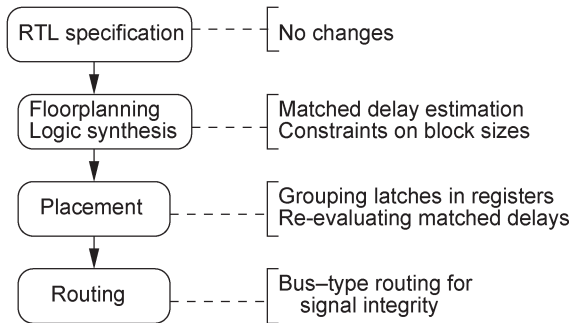 RTL specification
No changes
Floorplanning
Logic synthesis
Matched delay estimation
Constraints on block sizes
Placement
Grouping latches in registers
Re-evaluating matched delays
Routing
Bus–type routing for
signal integrity